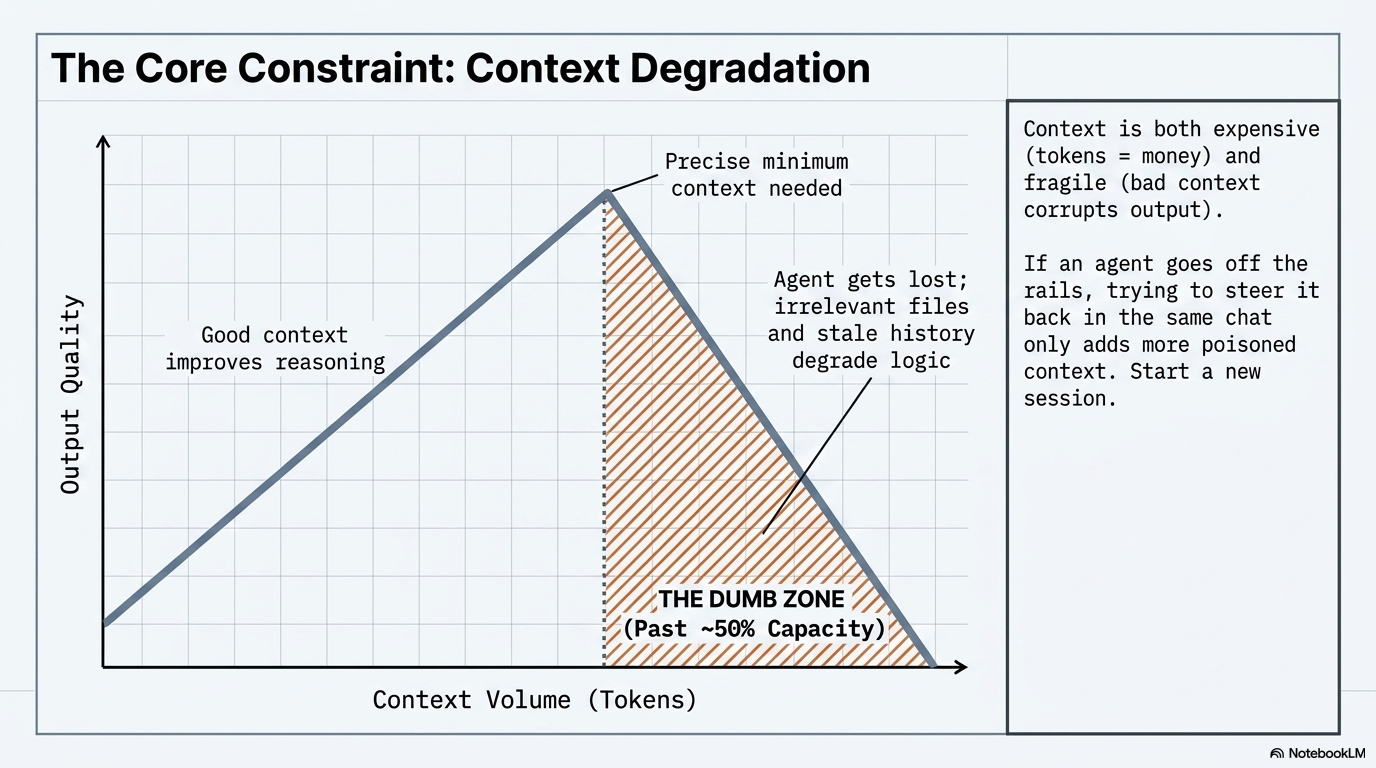 The Core Constraint: Context Degradation
Output Quality
Good context
improves reasoning
Precise minimum
context needed
Agent gets lost;
irrelevant files
and stale history
degrade logic
THE DUMB ZONE
(Past ~50% Capacity)
Context Volume (Tokens)
Context is both expensive
(tokens = money) and
fragile (bad context
corrupts output).
If an agent goes off the
rails, trying to steer it
back in the same chat
only adds more poisoned
context. Start a new
session.
NotebookLM